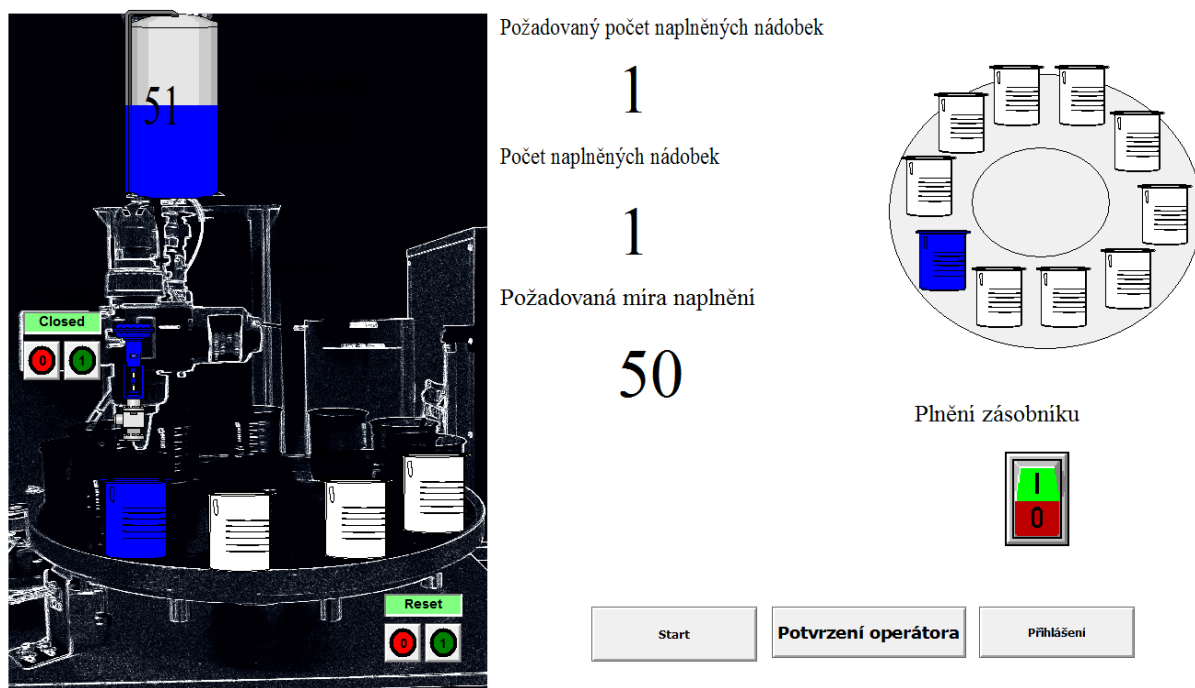 51
Closed
0 1
Reset
0 1
Požadovaný počet naplněných nádobek
1
Počet naplněných nádobek
1
Požadovaná míra naplnění
50
Plnění zásobníku
I
0
Start
Potvrzení operátora
Přihlášení